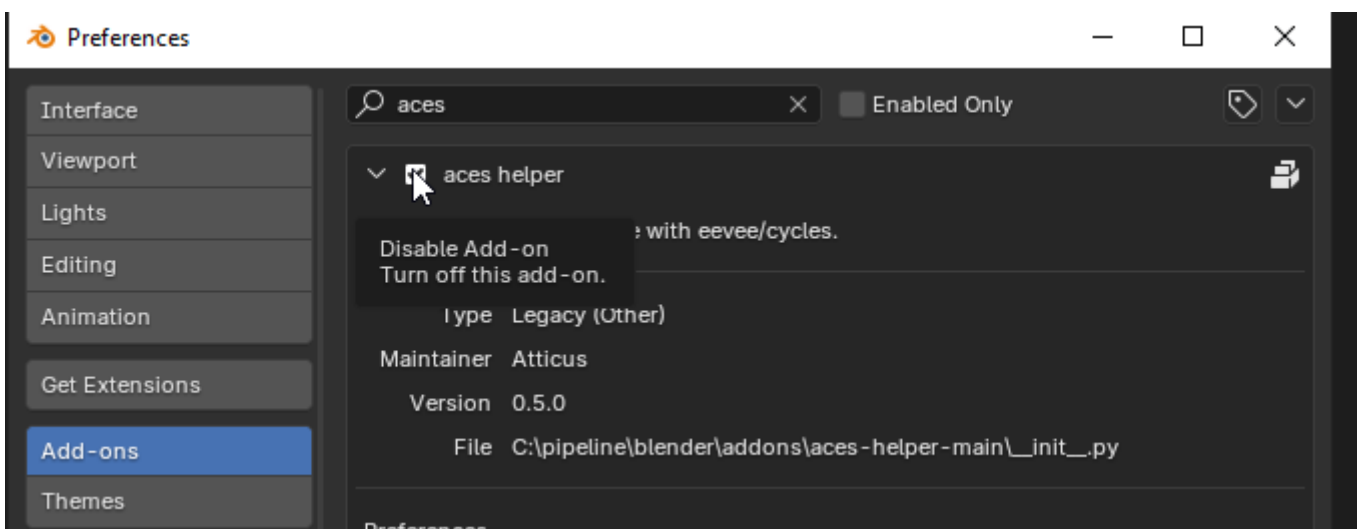 Preferences
Interface
Viewport
Lights
Editing
Animation
Get Extensions
Add-ons
Themes
aces
Enabled Only
aces helper
with eevee/cycles.
Disable Add-on
Turn off this add-on.
Type Legacy (Other)
Maintainer Atticus
Version 0.5.0
File C:\pipeline\blender\addons\aces-helper-main\__init__.py
Preferences